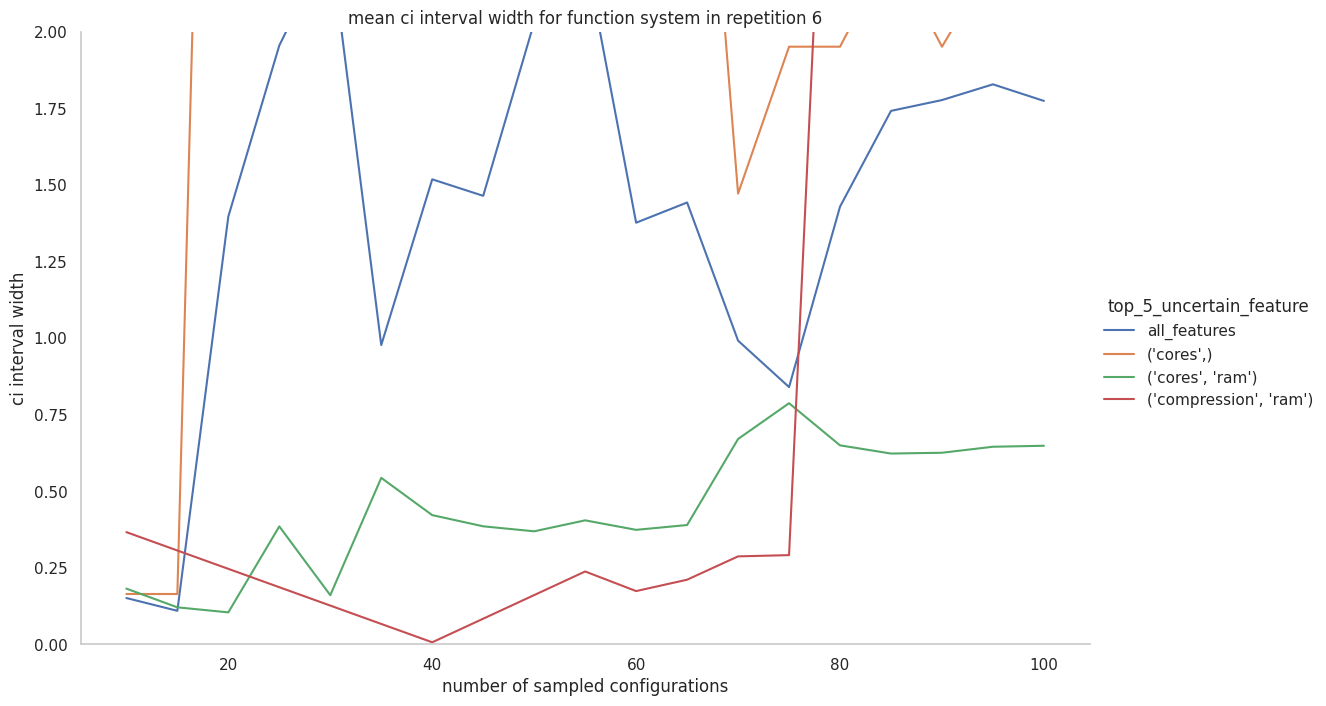 mean ci interval width for function system in repetition 6
2.00
1.75
1.50
1.25
1.00
0.75
0.50
0.25
0.00
ci interval width
20
40
60
80
100
number of sampled configurations
top_5_uncertain_feature
all_features
('cores',)
('cores', 'ram')
('compression', 'ram')